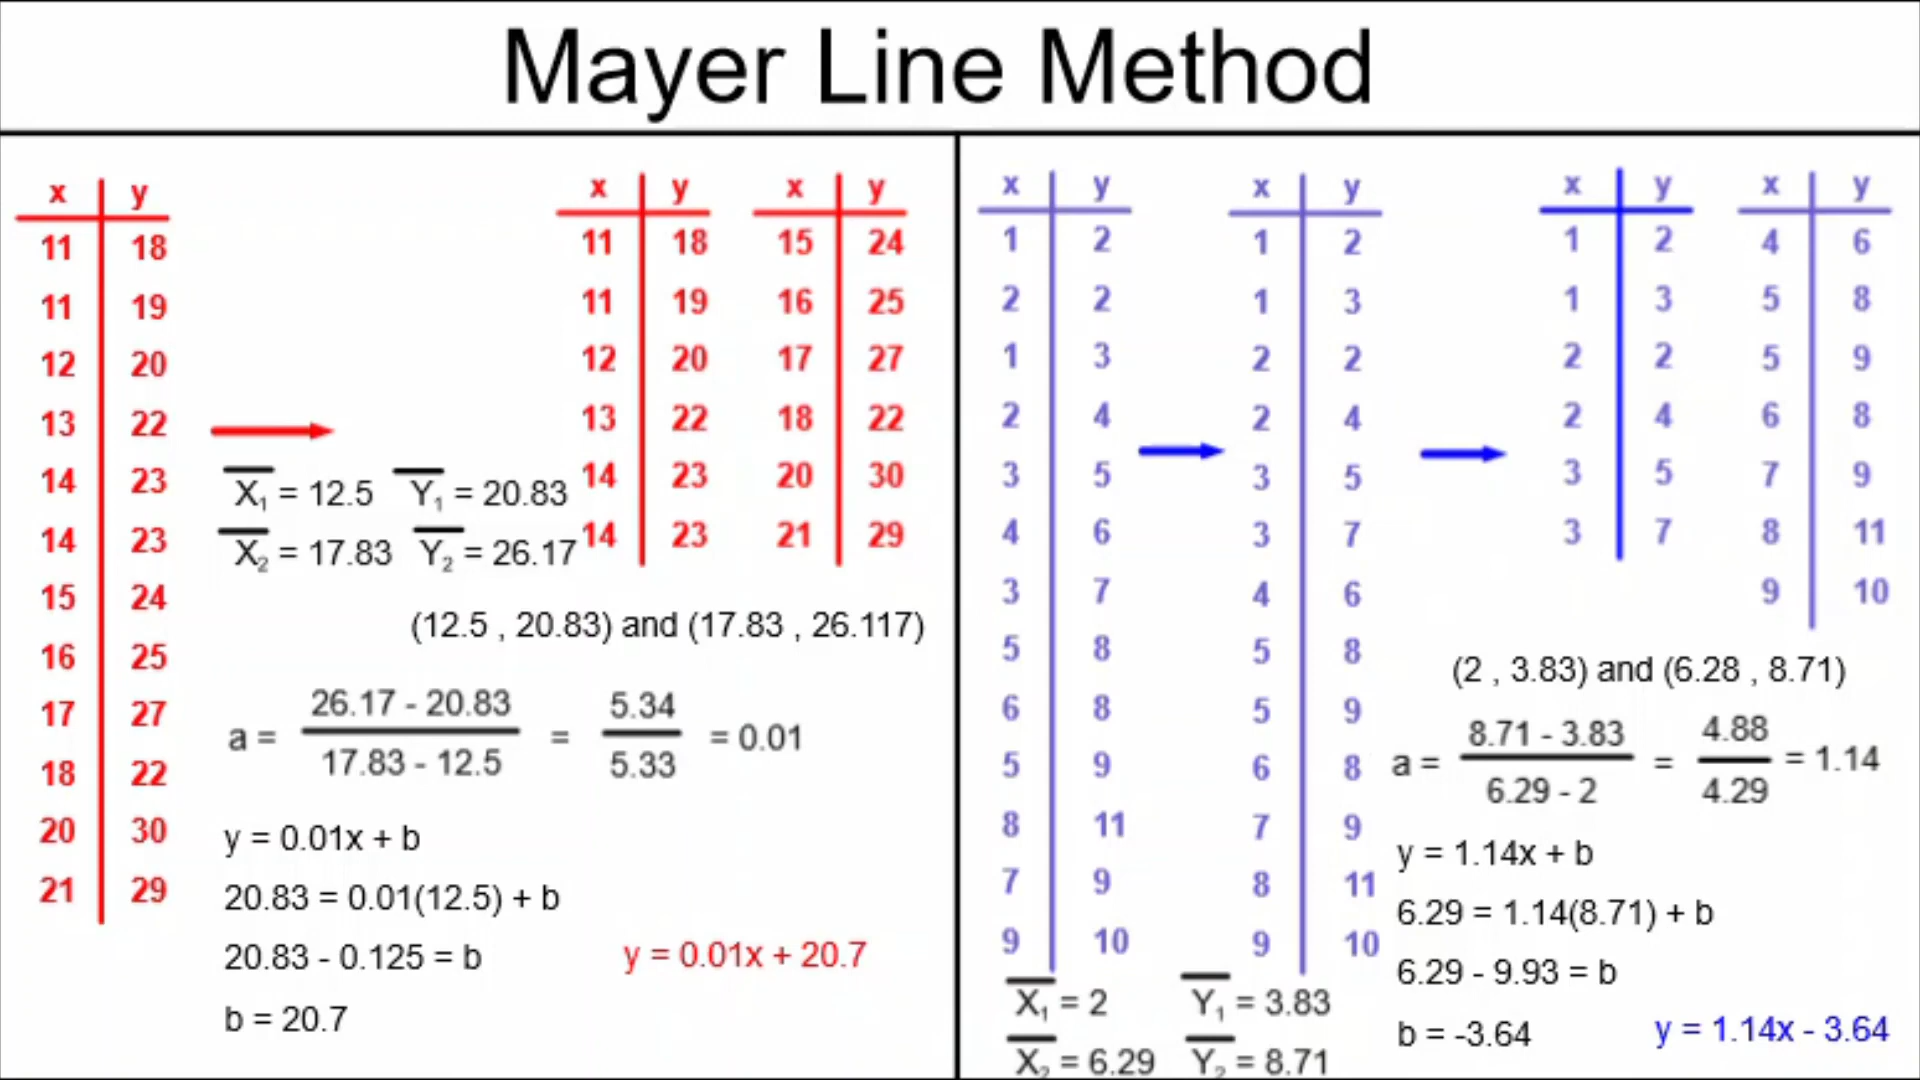 Mayer Line Method
x y
11 18
11 19
12 20
13 22
14 23
14 23
15 24
16 25
17 27
18 22
20 30
21 29
X₁ = 12.5 Y₁ = 20.83
X₂ = 17.83 Y₂ = 26.17
x y x y
11 18 15 24
11 19 16 25
12 20 17 27
13 22 18 22
14 23 20 30
14 23 21 29
(12.5 , 20.83) and (17.83 , 26.117)
26.17 - 20.83 5.34
a = = = 0.01
17.83 - 12.5 5.33
y = 0.01x + b
20.83 = 0.01(12.5) + b
20.83 - 0.125 = b
b = 20.7
y = 0.01x + 20.7
x y
1 2
2 2
1 3
2 4
3 5
4 6
3 7
5 8
6 8
5 9
8 11
7 9
9 10
x y
1 2
1 3
2 2
2 4
3 5
3 7
4 6
5 8
5 9
6 8
7 9
8 11
9 10
X₁ = 2 Y₁ = 3.83
X₂ = 6.29 Y₂ = 8.71
x y x y
1 2 4 6
1 3 5 8
2 2 5 9
2 4 6 8
3 5 7 9
3 7 8 11
9 10
(2 , 3.83) and (6.28 , 8.71)
8.71 - 3.83 4.88
a = = = 1.14
6.29 - 2 4.29
y = 1.14x + b
6.29 = 1.14(8.71) + b
6.29 - 9.93 = b
b = -3.64
y = 1.14x - 3.64